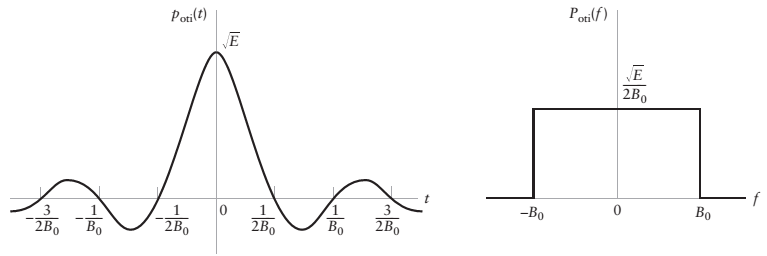 p_oti(t)
√E
-3/2B₀ -1/B₀ -1/2B₀ 0 1/2B₀ 1/B₀ 3/2B₀ t
P_oti(f)
√E/2B₀
-B₀ 0 B₀ f